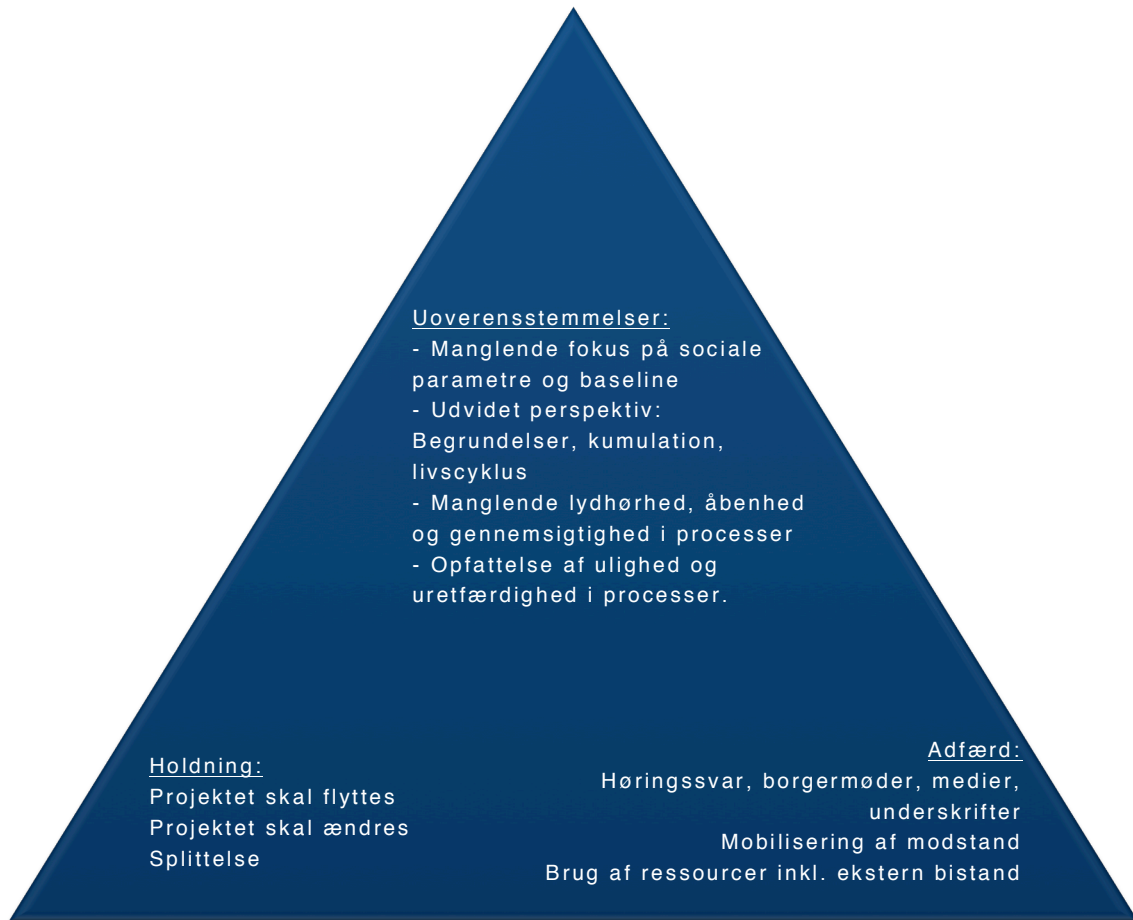 Uoverensstemmelser:
- Manglende fokus på sociale
parametre og baseline
- Udvidet perspektiv:
Begrundelser, kumulation,
livscyklus
- Manglende lydhørhed, åbenhed
og gennemsigtighed i processer
- Opfattelse af ulighed og
uretfærdighed i processer.
Holdning:
Projektet skal flyttes
Projektet skal ændres
Splittelse
Adfærd:
Høringssvar, borgermøder, medier,
underskrifter
Mobilisering af modstand
Brug af ressourcer inkl. ekstern bistand